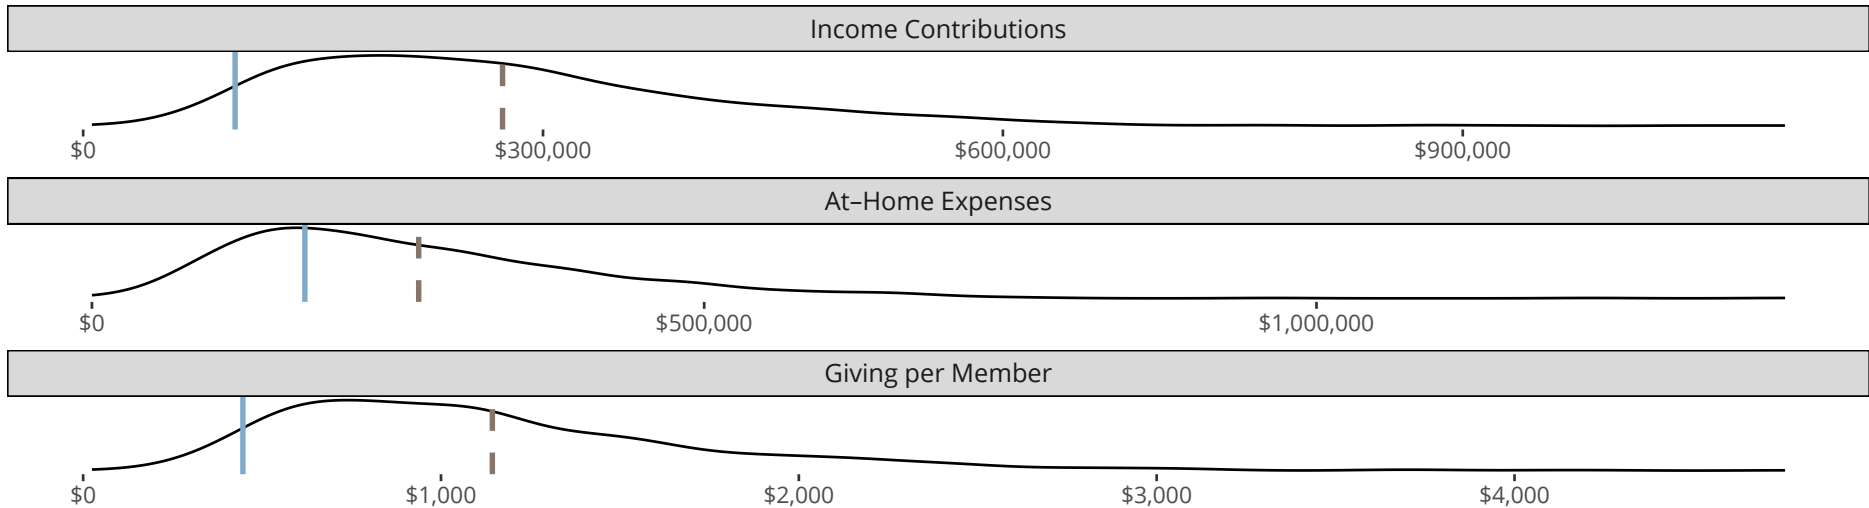 Income Contributions
$0 $300,000 $600,000 $900,000
At–Home Expenses
$0 $500,000 $1,000,000
Giving per Member
$0 $1,000 $2,000 $3,000 $4,000